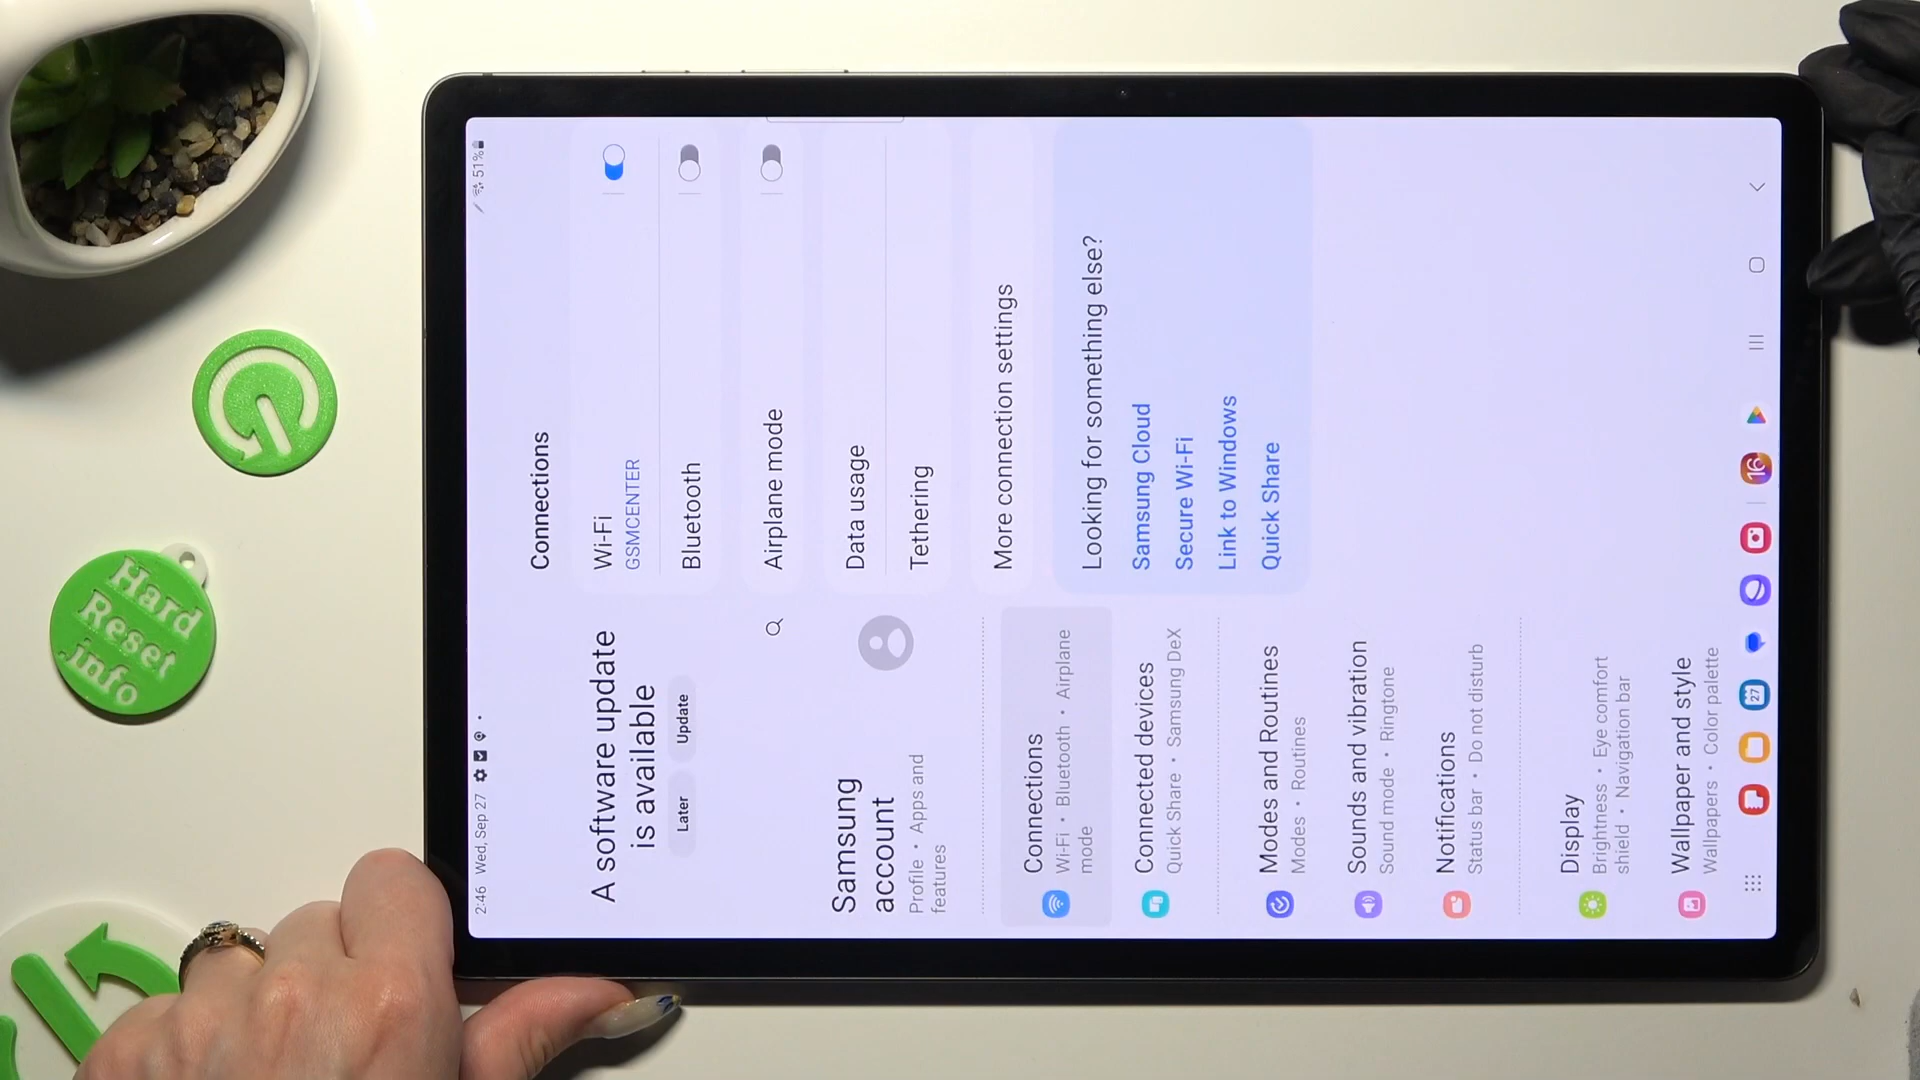 2:46 Wed, Sep 27
51%
A software update
is available
Later
Update
Samsung
account
Profile • Apps and
features
Connections
Wi-Fi • Bluetooth • Airplane
mode
Connected devices
Quick Share • Samsung DeX
Modes and Routines
Modes • Routines
Sounds and vibration
Sound mode • Ringtone
Notifications
Status bar • Do not disturb
Display
Brightness • Eye comfort
shield • Navigation bar
Wallpaper and style
Wallpapers • Color palette
Connections
Wi-Fi
GSMCENTER
Bluetooth
Airplane mode
Data usage
Tethering
More connection settings
Looking for something else?
Samsung Cloud
Secure Wi-Fi
Link to Windows
Quick Share
27
16
Hard
Reset
.info